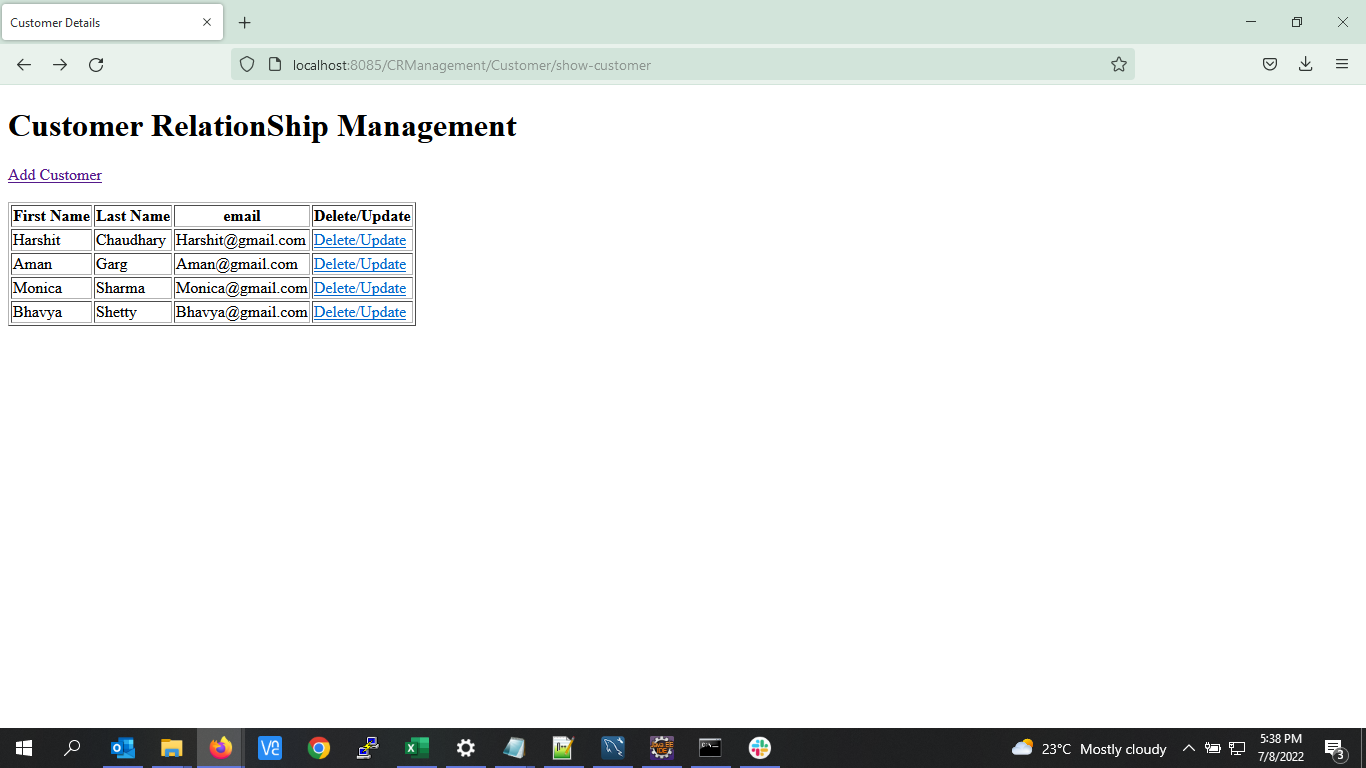 Customer Details
localhost:8085/CRManagement/Customer/show-customer
Customer RelationShip Management
Add Customer
First Name Last Name email Delete/Update
Harshit Chaudhary Harshit@gmail.com Delete/Update
Aman Garg Aman@gmail.com Delete/Update
Monica Sharma Monica@gmail.com Delete/Update
Bhavya Shetty Bhavya@gmail.com Delete/Update
23°C Mostly cloudy
5:38 PM
7/8/2022
3